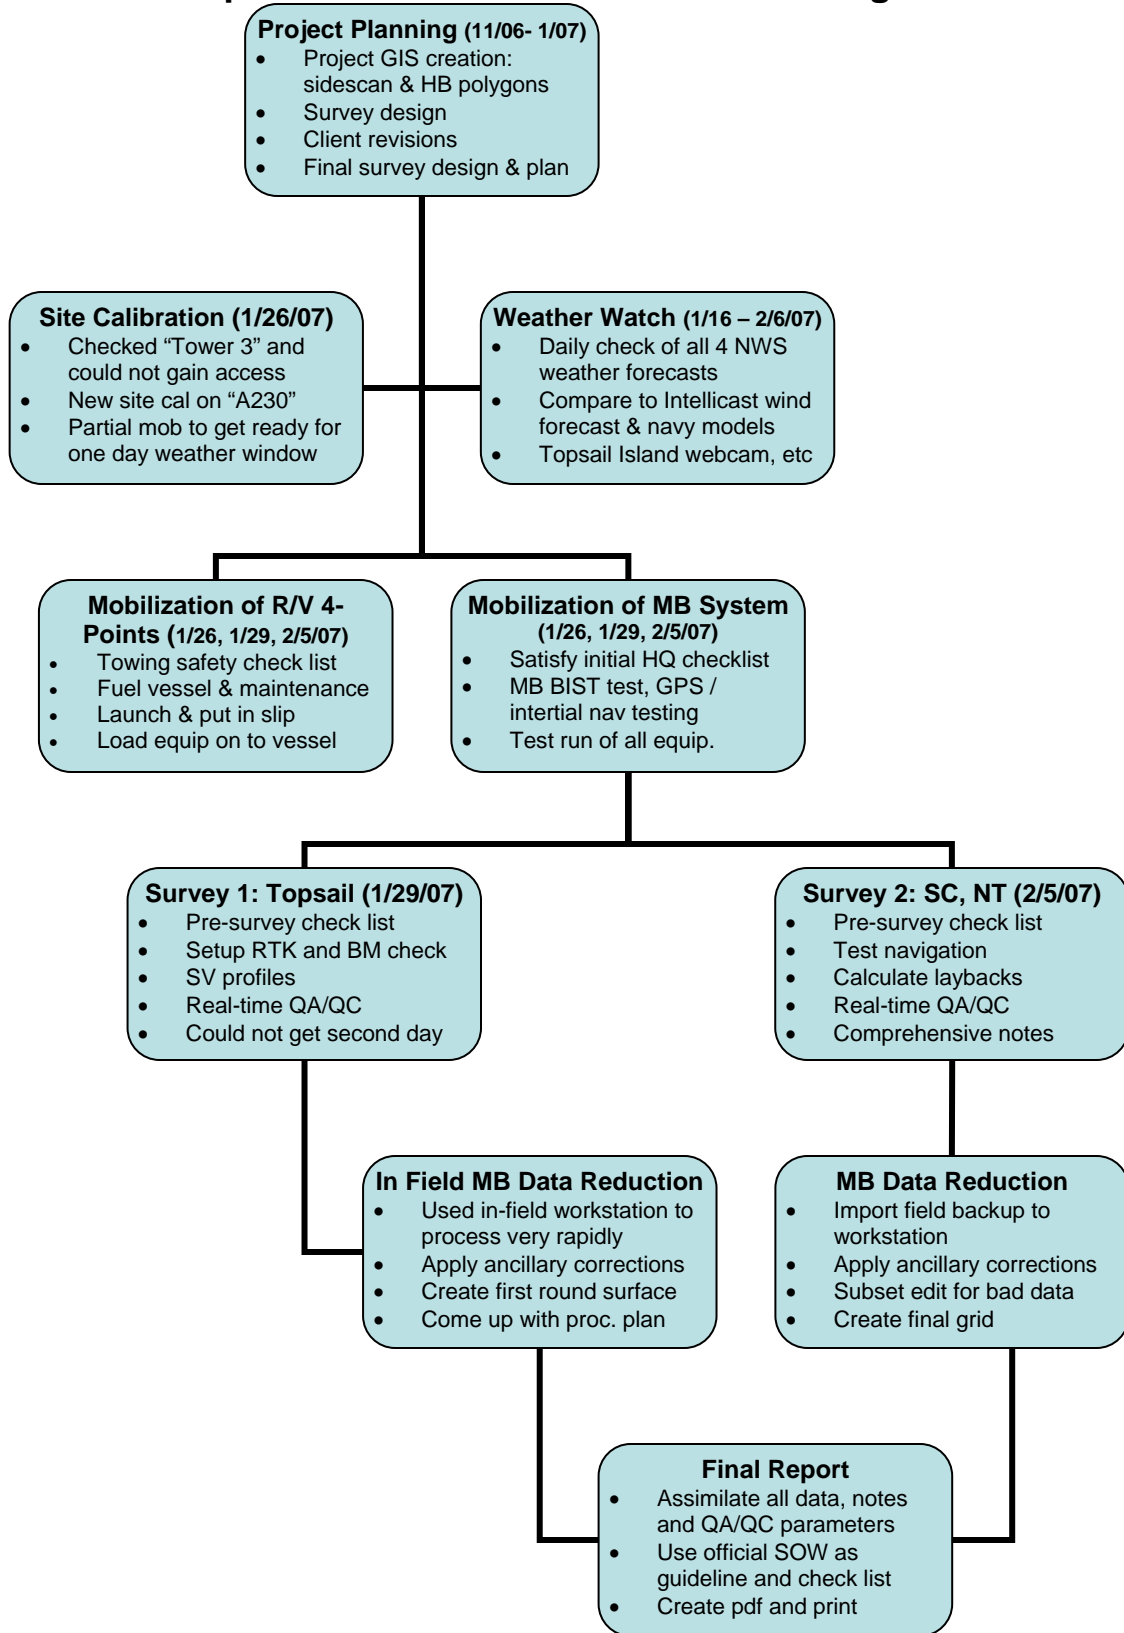 Project Planning (11/06- 1/07)
• Project GIS creation:
sidescan & HB polygons
• Survey design
• Client revisions
• Final survey design & plan
Site Calibration (1/26/07)
• Checked “Tower 3” and
could not gain access
• New site cal on “A230”
• Partial mob to get ready for
one day weather window
Weather Watch (1/16 – 2/6/07)
• Daily check of all 4 NWS
weather forecasts
• Compare to Intellicast wind
forecast & navy models
• Topsail Island webcam, etc
Mobilization of R/V 4-
Points (1/26, 1/29, 2/5/07)
• Towing safety check list
• Fuel vessel & maintenance
• Launch & put in slip
• Load equip on to vessel
Mobilization of MB System
(1/26, 1/29, 2/5/07)
• Satisfy initial HQ checklist
• MB BIST test, GPS /
intertial nav testing
• Test run of all equip.
Survey 1: Topsail (1/29/07)
• Pre-survey check list
• Setup RTK and BM check
• SV profiles
• Real-time QA/QC
• Could not get second day
Survey 2: SC, NT (2/5/07)
• Pre-survey check list
• Test navigation
• Calculate laybacks
• Real-time QA/QC
• Comprehensive notes
In Field MB Data Reduction
• Used in-field workstation to
process very rapidly
• Apply ancillary corrections
• Create first round surface
• Come up with proc. plan
MB Data Reduction
• Import field backup to
workstation
• Apply ancillary corrections
• Subset edit for bad data
• Create final grid
Final Report
• Assimilate all data, notes
and QA/QC parameters
• Use official SOW as
guideline and check list
• Create pdf and print